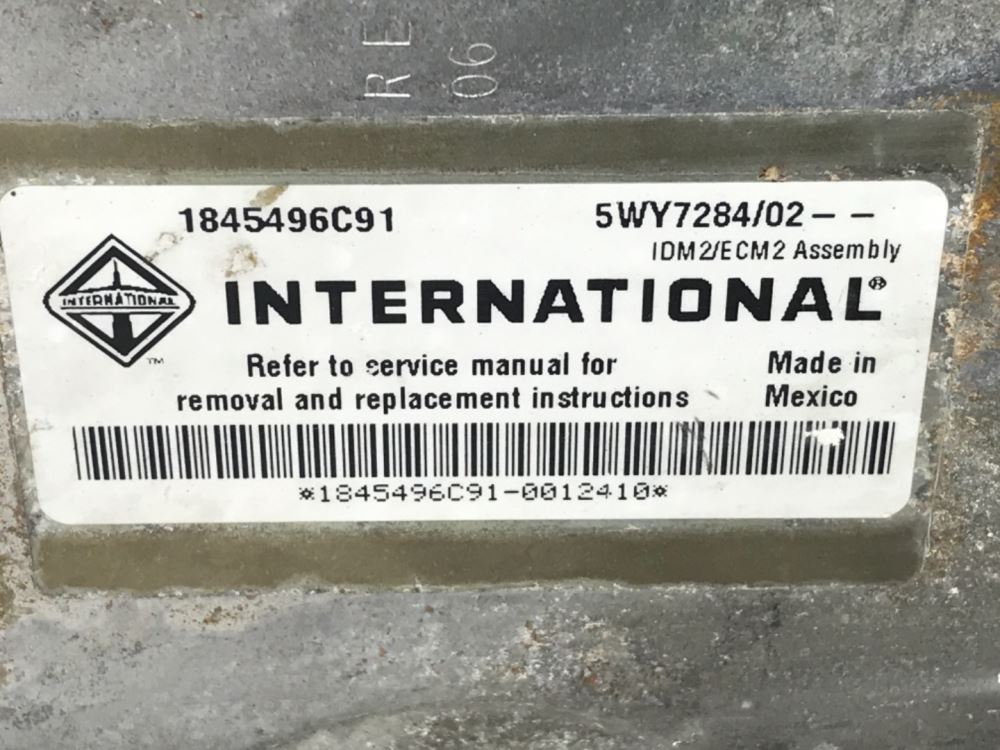 RE
06
1845496C91
5WY7284/02 – –
IDM2/ECM2 Assembly
INTERNATIONAL
TM
INTERNATIONAL®
Refer to service manual for
removal and replacement instructions
Made in
Mexico
*1845496C91-0012410*